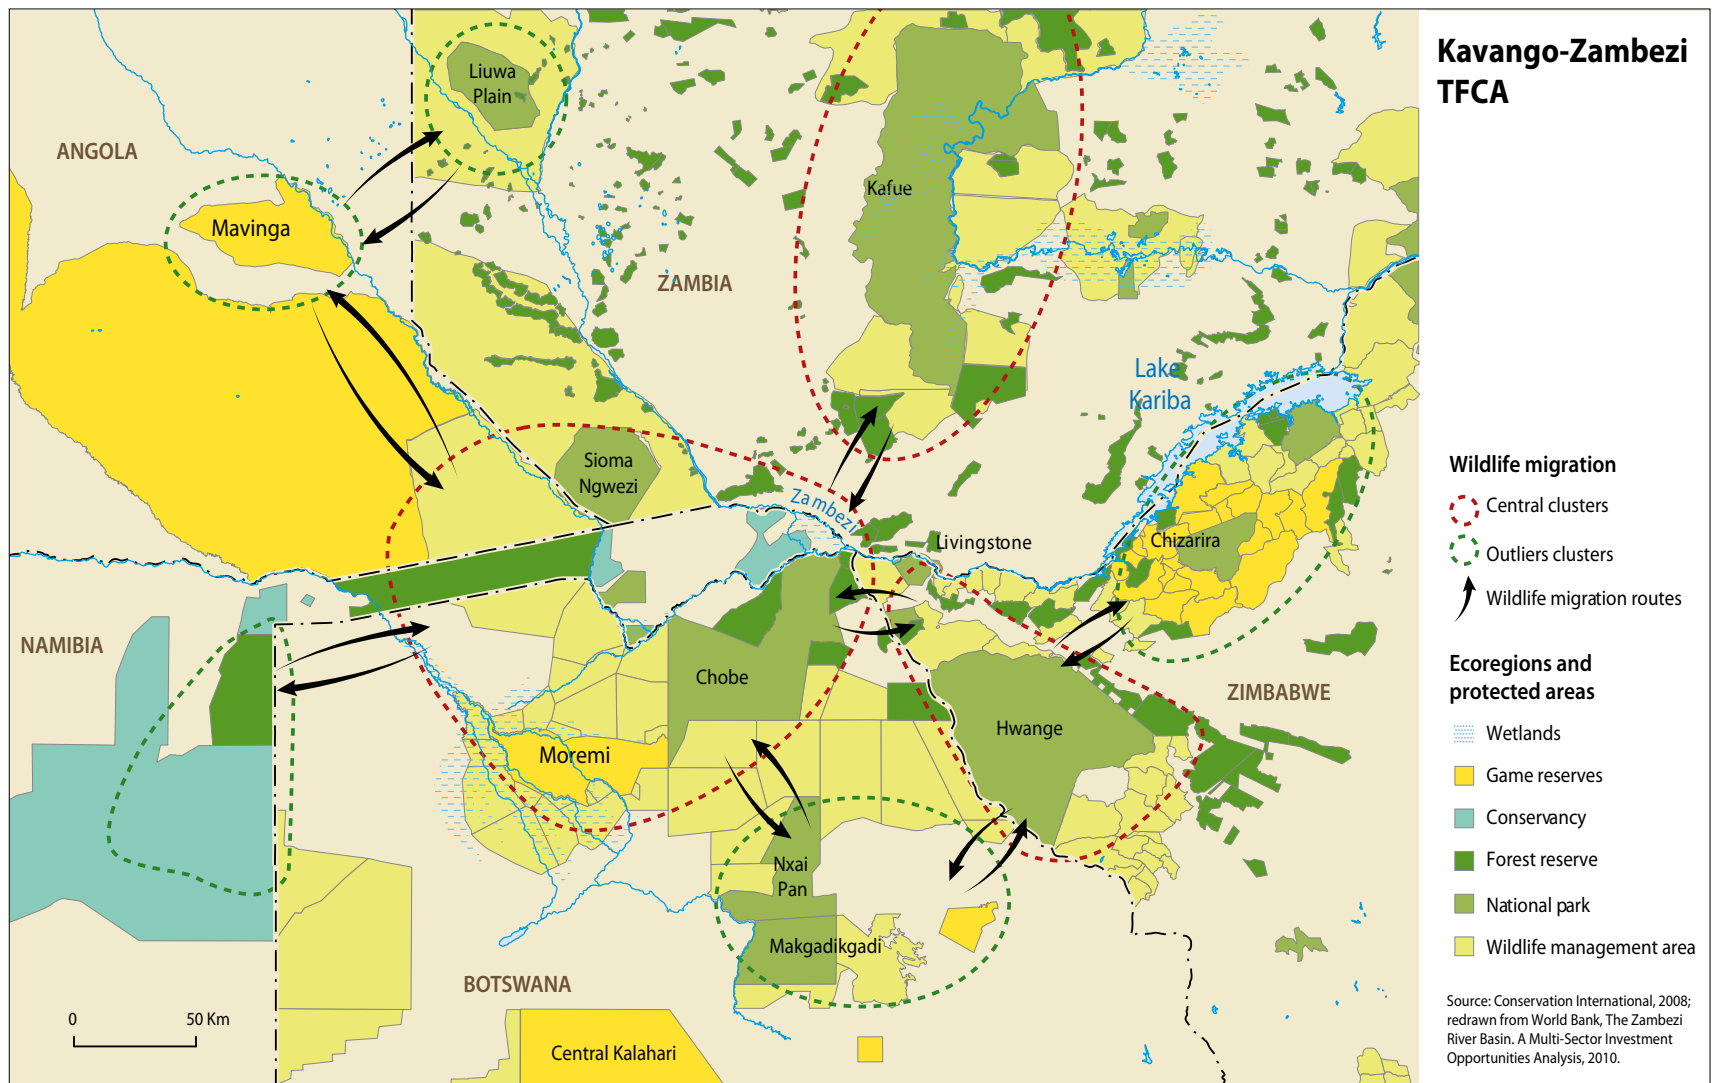 Kavango-Zambezi
TFCA
Liuwa
Plain
ANGOLA
Mavinga
Kafue
ZAMBIA
Lake
Kariba
Sioma
Ngwezi
Zambezi
Livingstone
Chizarira
NAMIBIA
Chobe
ZIMBABWE
Hwange
Moremi
Nxai
Pan
Makgadikgadi
BOTSWANA
0 50 Km
Central Kalahari
Wildlife migration
Central clusters
Outliers clusters
Wildlife migration routes
Ecoregions and
protected areas
Wetlands
Game reserves
Conservancy
Forest reserve
National park
Wildlife management area
Source: Conservation International, 2008;
redrawn from World Bank, The Zambezi
River Basin. A Multi-Sector Investment
Opportunities Analysis, 2010.